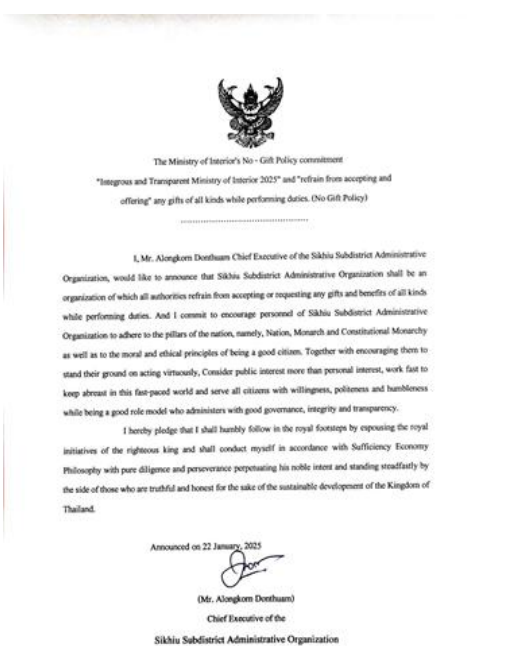 The Ministry of Interior's No - Gift Policy commitment
"Integrous and Transparent Ministry of Interior 2025" and "refrain from accepting and
offering" any gifts of all kinds while performing duties. (No Gift Policy)
I, Mr. Alongkorn Donthuam Chief Executive of the Sikhiu Subdistrict Administrative
Organization, would like to announce that Sikhiu Subdistrict Administrative Organization shall be an
organization of which all authorities refrain from accepting or requesting any gifts and benefits of all kinds
while performing duties. And I commit to encourage personnel of Sikhiu Subdistrict Administrative
Organization to adhere to the pillars of the nation, namely, Nation, Monarch and Constitutional Monarchy
as well as to the moral and ethical principles of being a good citizen. Together with encouraging them to
stand their ground on acting virtuously, Consider public interest more than personal interest, work fast to
keep abreast in this fast-paced world and serve all citizens with willingness, politeness and humbleness
while being a good role model who administers with good governance, integrity and transparency.
I hereby pledge that I shall humbly follow in the royal footsteps by espousing the royal
initiatives of the righteous king and shall conduct myself in accordance with Sufficiency Economy
Philosophy with pure diligence and perseverance perpetuating his noble intent and standing steadfastly by
the side of those who are truthful and honest for the sake of the sustainable development of the Kingdom of
Thailand.
Announced on 22 January, 2025
(Mr. Alongkorn Donthuam)
Chief Executive of the
Sikhiu Subdistrict Administrative Organization